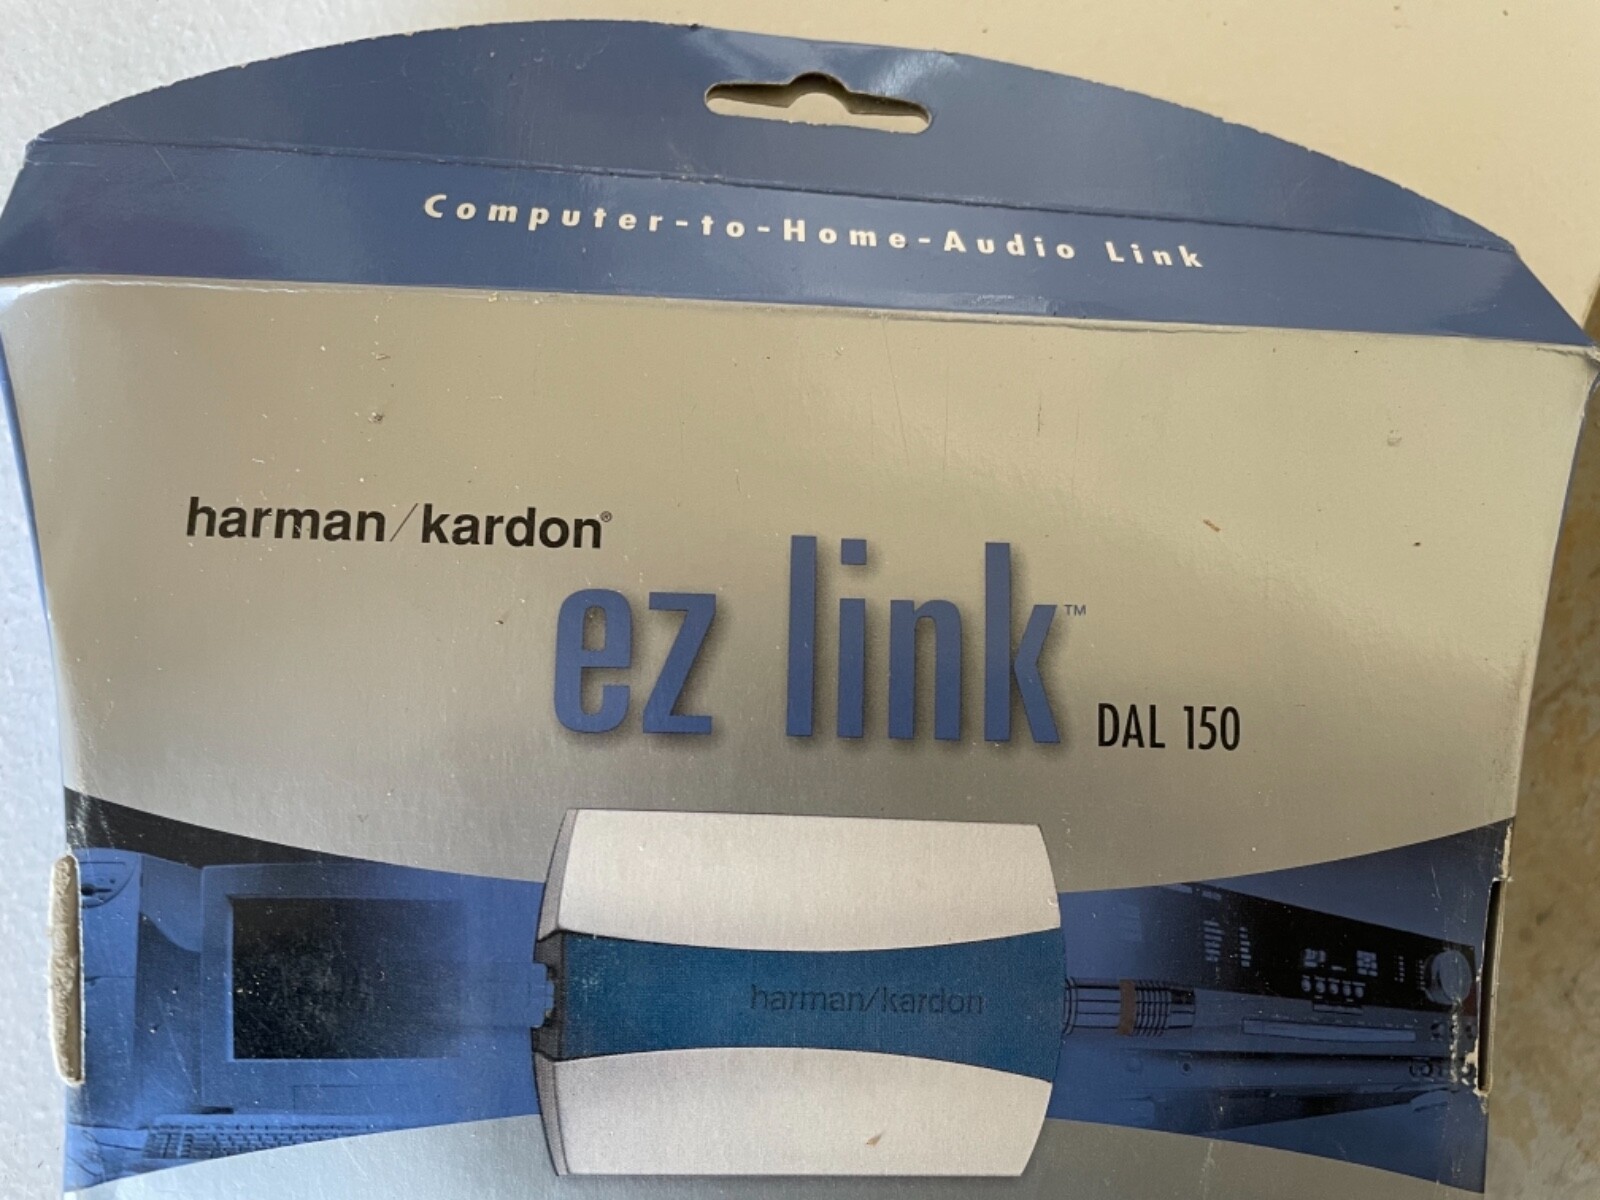 Computer-to-Home-Audio Link
harman/kardon®
ez link™
DAL 150
harman/kardon